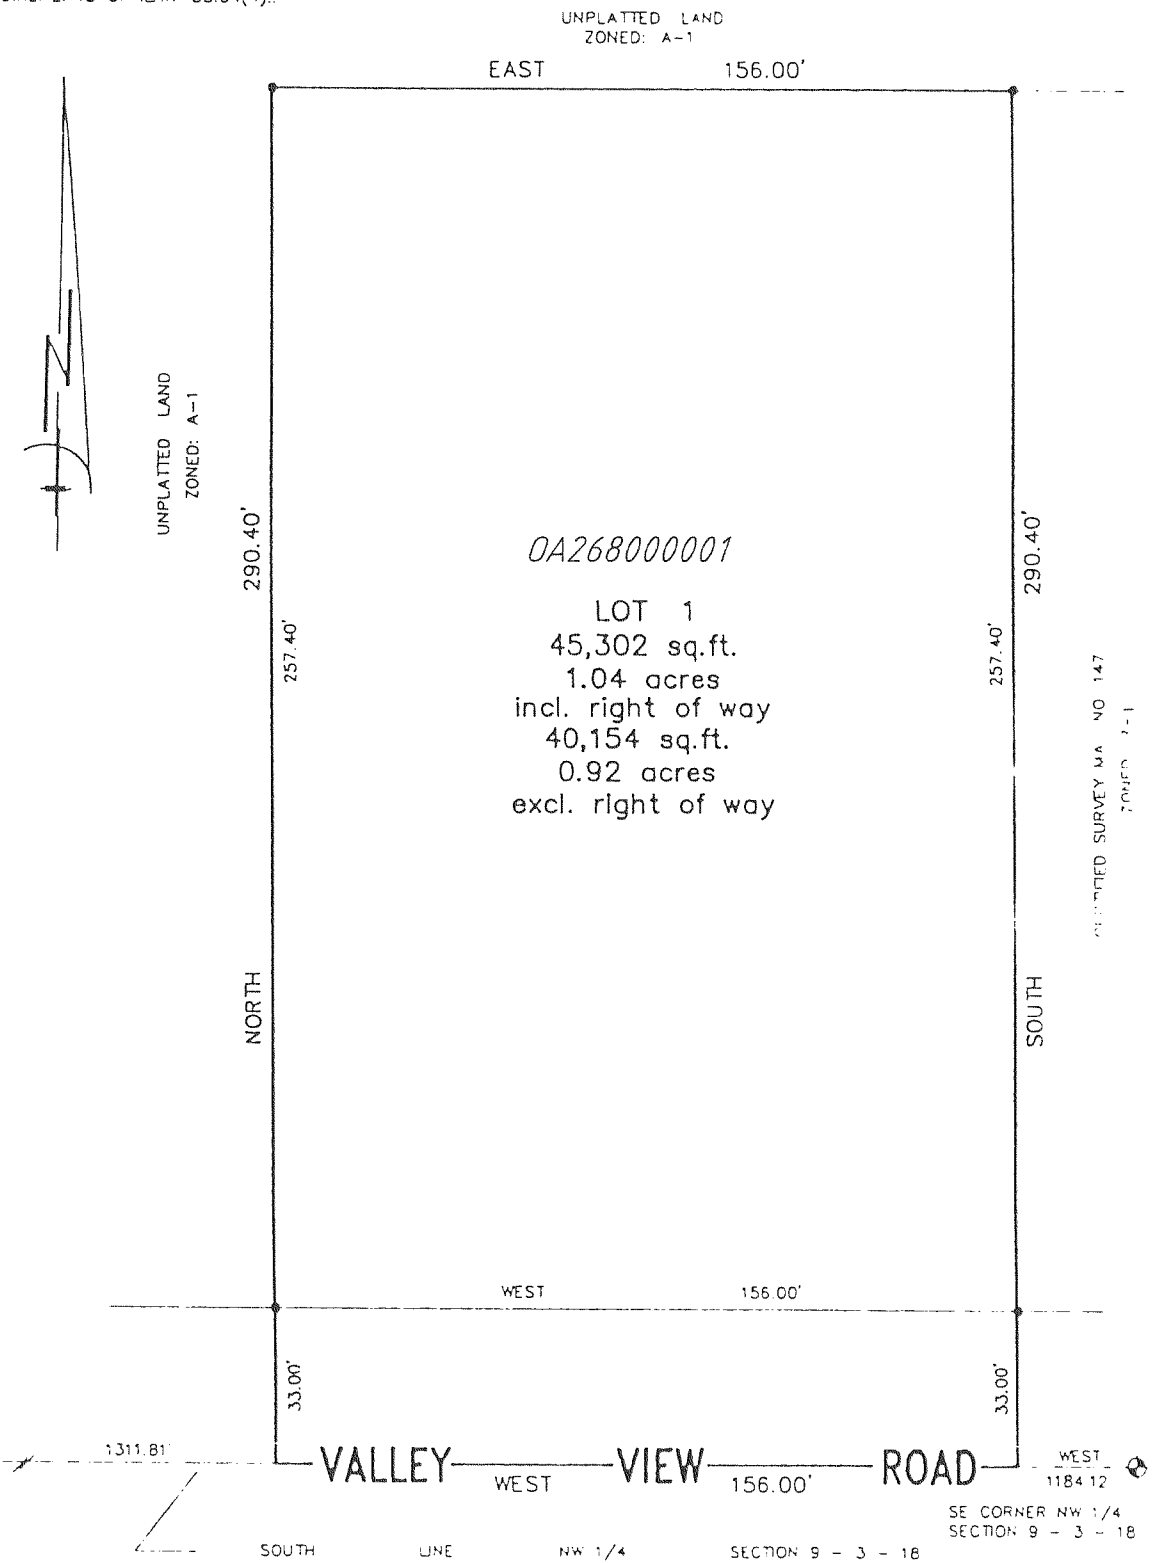 UNPLATTED LAND
ZONED: A-1
EAST 156.00'
N
UNPLATTED LAND
ZONED: A-1
290.40'
257.40'
NORTH
0A268000001
LOT 1
45,302 sq.ft.
1.04 acres
incl. right of way
40,154 sq.ft.
0.92 acres
excl. right of way
290.40'
257.40'
SOUTH
SURVEY NO 147
WEST 156.00'
33.00'
33.00'
1311.81'
VALLEY VIEW ROAD
WEST 156.00'
WEST
1184.12
SE CORNER NW 1/4
SECTION 9 - 3 - 18
SOUTH LINE NW 1/4 SECTION 9 - 3 - 18